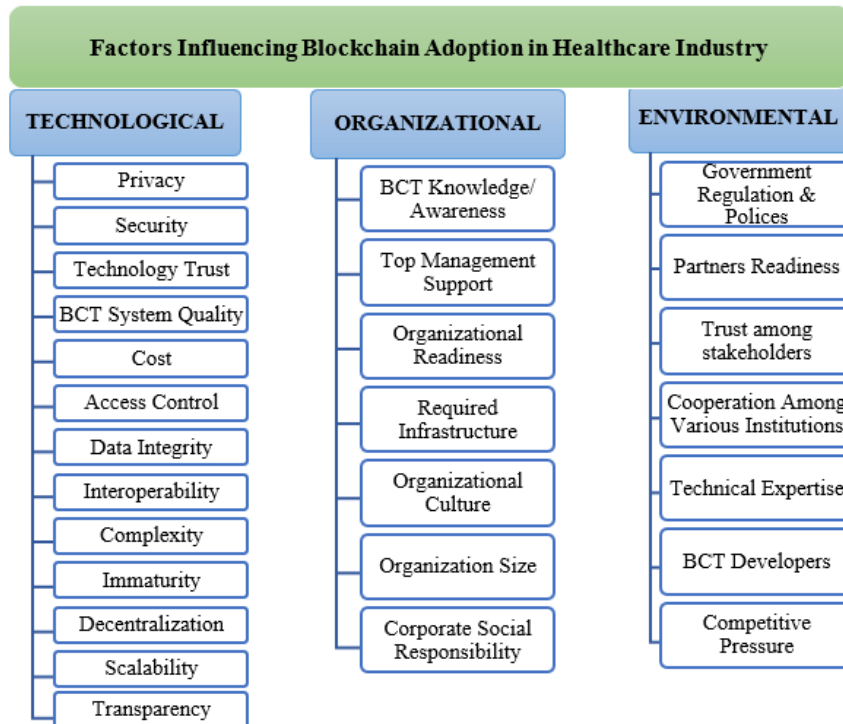 Factors Influencing Blockchain Adoption in Healthcare Industry
TECHNOLOGICAL
Privacy
Security
Technology Trust
BCT System Quality
Cost
Access Control
Data Integrity
Interoperability
Complexity
Immaturity
Decentralization
Scalability
Transparency
ORGANIZATIONAL
BCT Knowledge/
Awareness
Top Management
Support
Organizational
Readiness
Required
Infrastructure
Organizational
Culture
Organization Size
Corporate Social
Responsibility
ENVIRONMENTAL
Government
Regulation &
Polices
Partners Readiness
Trust among
stakeholders
Cooperation Among
Various Institutions
Technical Expertise
BCT Developers
Competitive
Pressure